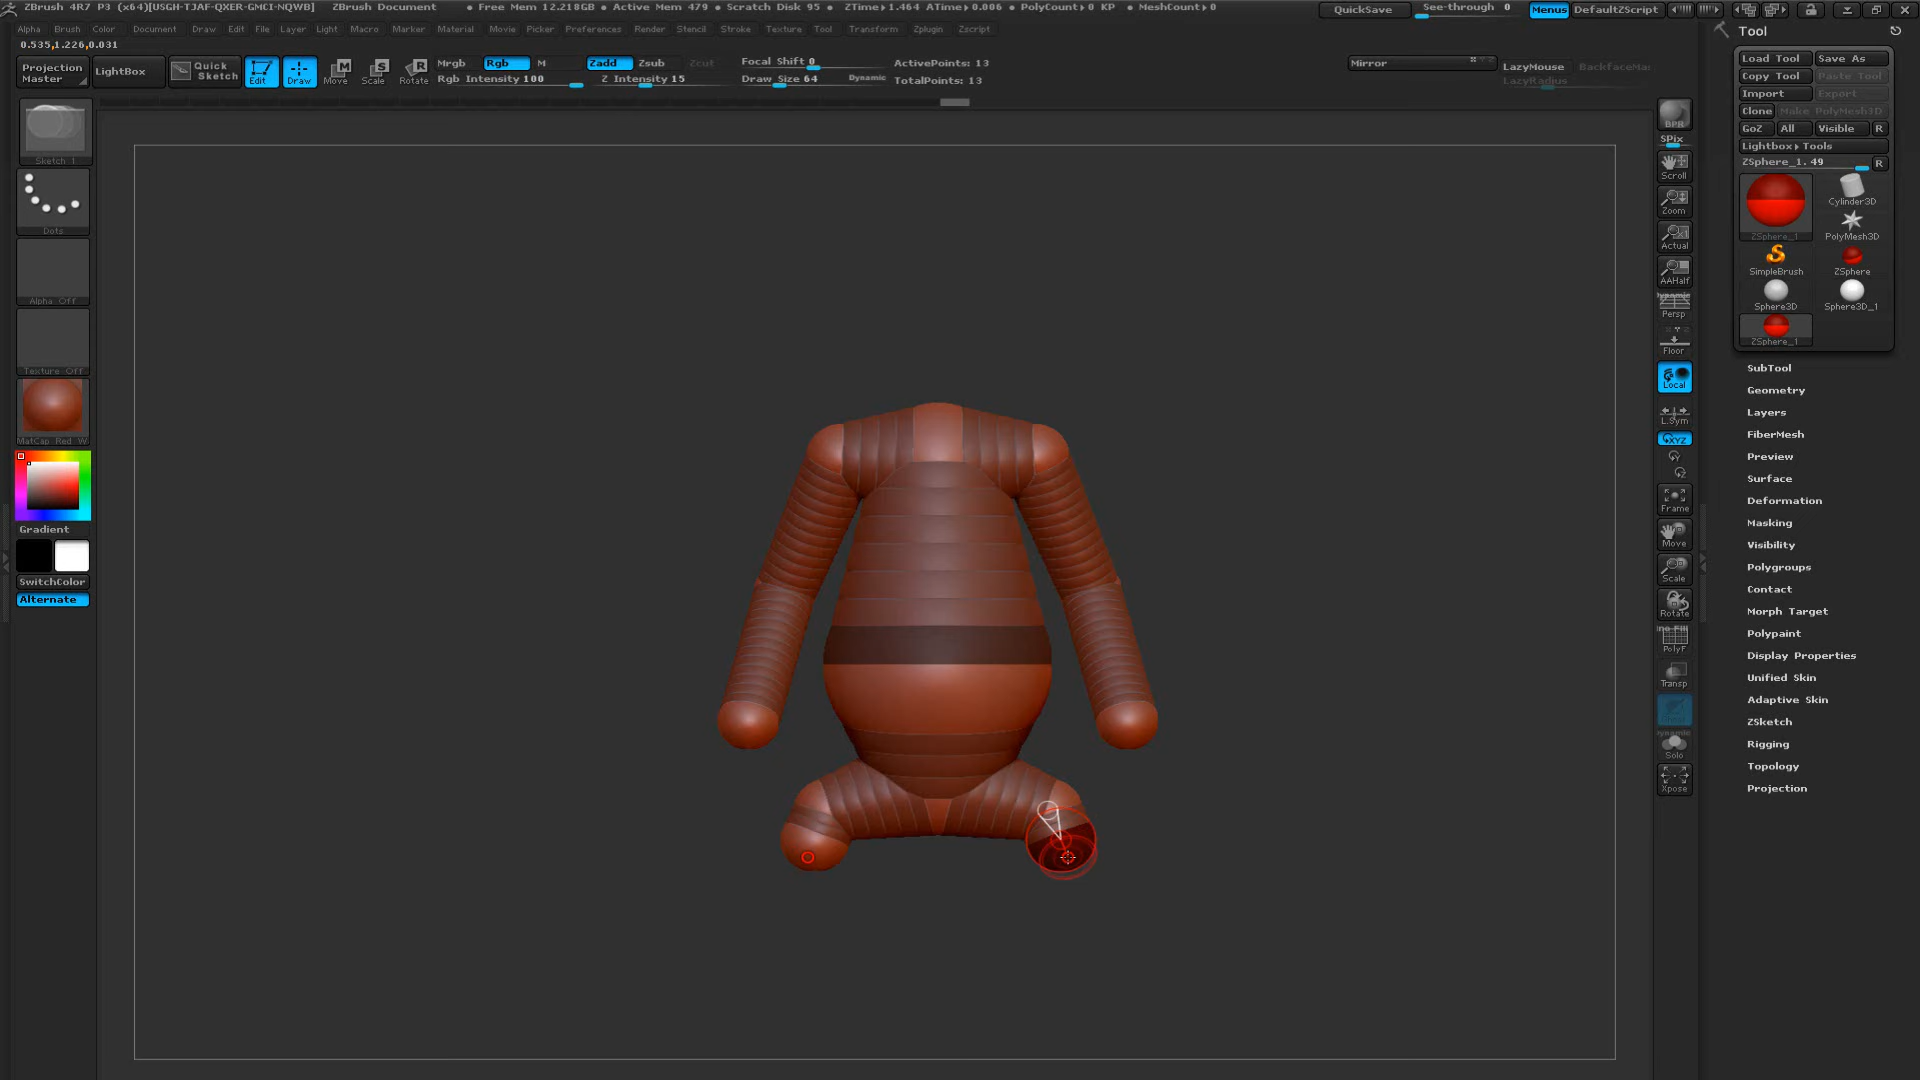 ZBrush 4R7 P3 (x64)[USGH-TJAF-QXER-GMCI-NQWB] ZBrush Document • Free Mem 12.218GB • Active Mem 479 • Scratch Disk 95 • ZTime▸1.464 ATime▸0.006 • PolyCount▸0 KP • MeshCount▸0 QuickSave See-through 0 Menus DefaultZScript
Alpha Brush Color Document Draw Edit File Layer Light Macro Marker Material Movie Picker Preferences Render Stencil Stroke Texture Tool Transform Zplugin Zscript
0.535,1.226,0.031
Projection
Master
LightBox
Quick
Sketch
Edit
Draw
Move
Scale
Rotate
Mrgb Rgb M
Rgb Intensity 100
Zadd Zsub Zcut
Z Intensity 15
Focal Shift 0
Draw Size 64 Dynamic
ActivePoints: 13
TotalPoints: 13
Mirror
LazyMouse
LazyRadius
Sketch 1
Dots
Alpha Off
Texture Off
MatCap Red W
Gradient
SwitchColor
Alternate
BPR
SPix
Scroll
Zoom
Actual
AAHalf
Persp
Floor
Local
L.Sym
XYZ
Frame
Move
Scale
Rotate
PolyF
Transp
Solo
Xpose
Tool
Load Tool Save As
Copy Tool Paste Tool
Import Export
Clone Make PolyMesh3D
GoZ All Visible R
Lightbox▸Tools
ZSphere_1. 49 R
ZSphere_1
Cylinder3D
PolyMesh3D
SimpleBrush
ZSphere
Sphere3D
Sphere3D_1
ZSphere_1
SubTool
Geometry
Layers
FiberMesh
Preview
Surface
Deformation
Masking
Visibility
Polygroups
Contact
Morph Target
Polypaint
Display Properties
Unified Skin
Adaptive Skin
ZSketch
Rigging
Topology
Projection